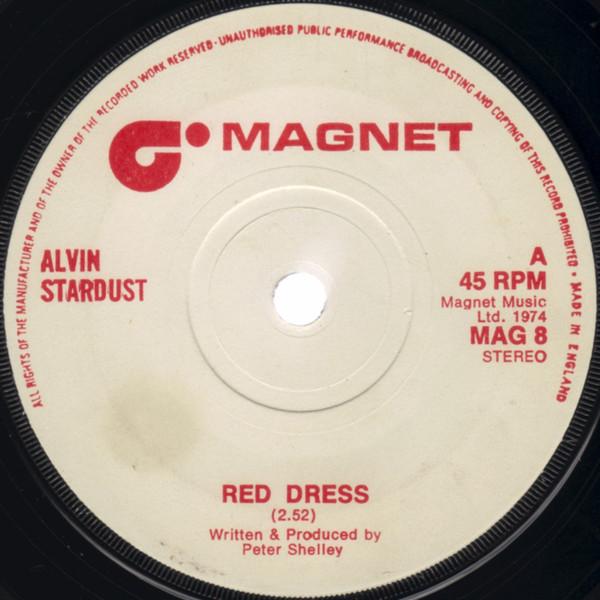 ALL RIGHTS OF THE MANUFACTURER AND OF THE OWNER OF THE RECORDED WORK RESERVED · UNAUTHORISED PUBLIC PERFORMANCE BROADCASTING AND COPYING OF THIS RECORD PROHIBITED • MADE IN ENGLAND
MAGNET
ALVIN
STARDUST
A
45 RPM
Magnet Music
Ltd. 1974
MAG 8
STEREO
RED DRESS
(2.52)
Written & Produced by
Peter Shelley